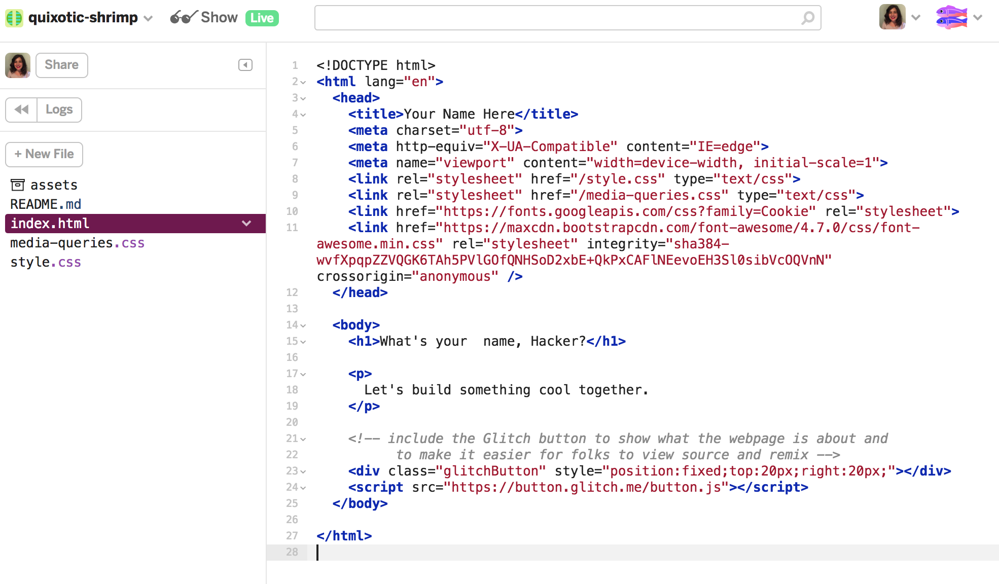 quixotic-shrimp Show Live
Share
Logs
+ New File
assets
README.md
index.html
media-queries.css
style.css
1 <!DOCTYPE html>
2 <html lang="en">
3 <head>
4 <title>Your Name Here</title>
5 <meta charset="utf-8">
6 <meta http-equiv="X-UA-Compatible" content="IE=edge">
7 <meta name="viewport" content="width=device-width, initial-scale=1">
8 <link rel="stylesheet" href="/style.css" type="text/css">
9 <link rel="stylesheet" href="/media-queries.css" type="text/css">
10 <link href="https://fonts.googleapis.com/css?family=Cookie" rel="stylesheet">
11 <link href="https://maxcdn.bootstrapcdn.com/font-awesome/4.7.0/css/font-
awesome.min.css" rel="stylesheet" integrity="sha384-
wvfXpqpZZVQGK6TAh5PVlGOfQNHSoD2xbE+QkPxCAFlNEevoEH3Sl0sibVcOQVnN"
crossorigin="anonymous" />
12 </head>
13
14 <body>
15 <h1>What's your  name, Hacker?</h1>
16
17 <p>
18 Let's build something cool together.
19 </p>
20
21 <!-- include the Glitch button to show what the webpage is about and
22 to make it easier for folks to view source and remix -->
23 <div class="glitchButton" style="position:fixed;top:20px;right:20px;"></div>
24 <script src="https://button.glitch.me/button.js"></script>
25 </body>
26
27 </html>
28